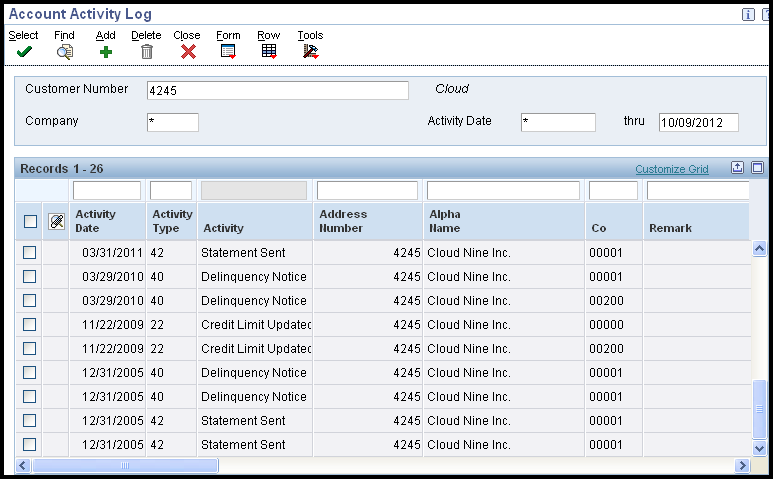 Account Activity Log
Select Find Add Delete Close Form Row Tools
Customer Number 4245 Cloud
Company * Activity Date * thru 10/09/2012
Records 1 - 26 Customize Grid
Activity Date Activity Type Activity Address Number Alpha Name Co Remark
03/31/2011 42 Statement Sent 4245 Cloud Nine Inc. 00001
03/29/2010 40 Delinquency Notice 4245 Cloud Nine Inc. 00001
03/29/2010 40 Delinquency Notice 4245 Cloud Nine Inc. 00200
11/22/2009 22 Credit Limit Updated 4245 Cloud Nine Inc. 00000
11/22/2009 22 Credit Limit Updated 4245 Cloud Nine Inc. 00200
12/31/2005 40 Delinquency Notice 4245 Cloud Nine Inc. 00001
12/31/2005 40 Delinquency Notice 4245 Cloud Nine Inc. 00001
12/31/2005 42 Statement Sent 4245 Cloud Nine Inc. 00001
12/31/2005 42 Statement Sent 4245 Cloud Nine Inc. 00001